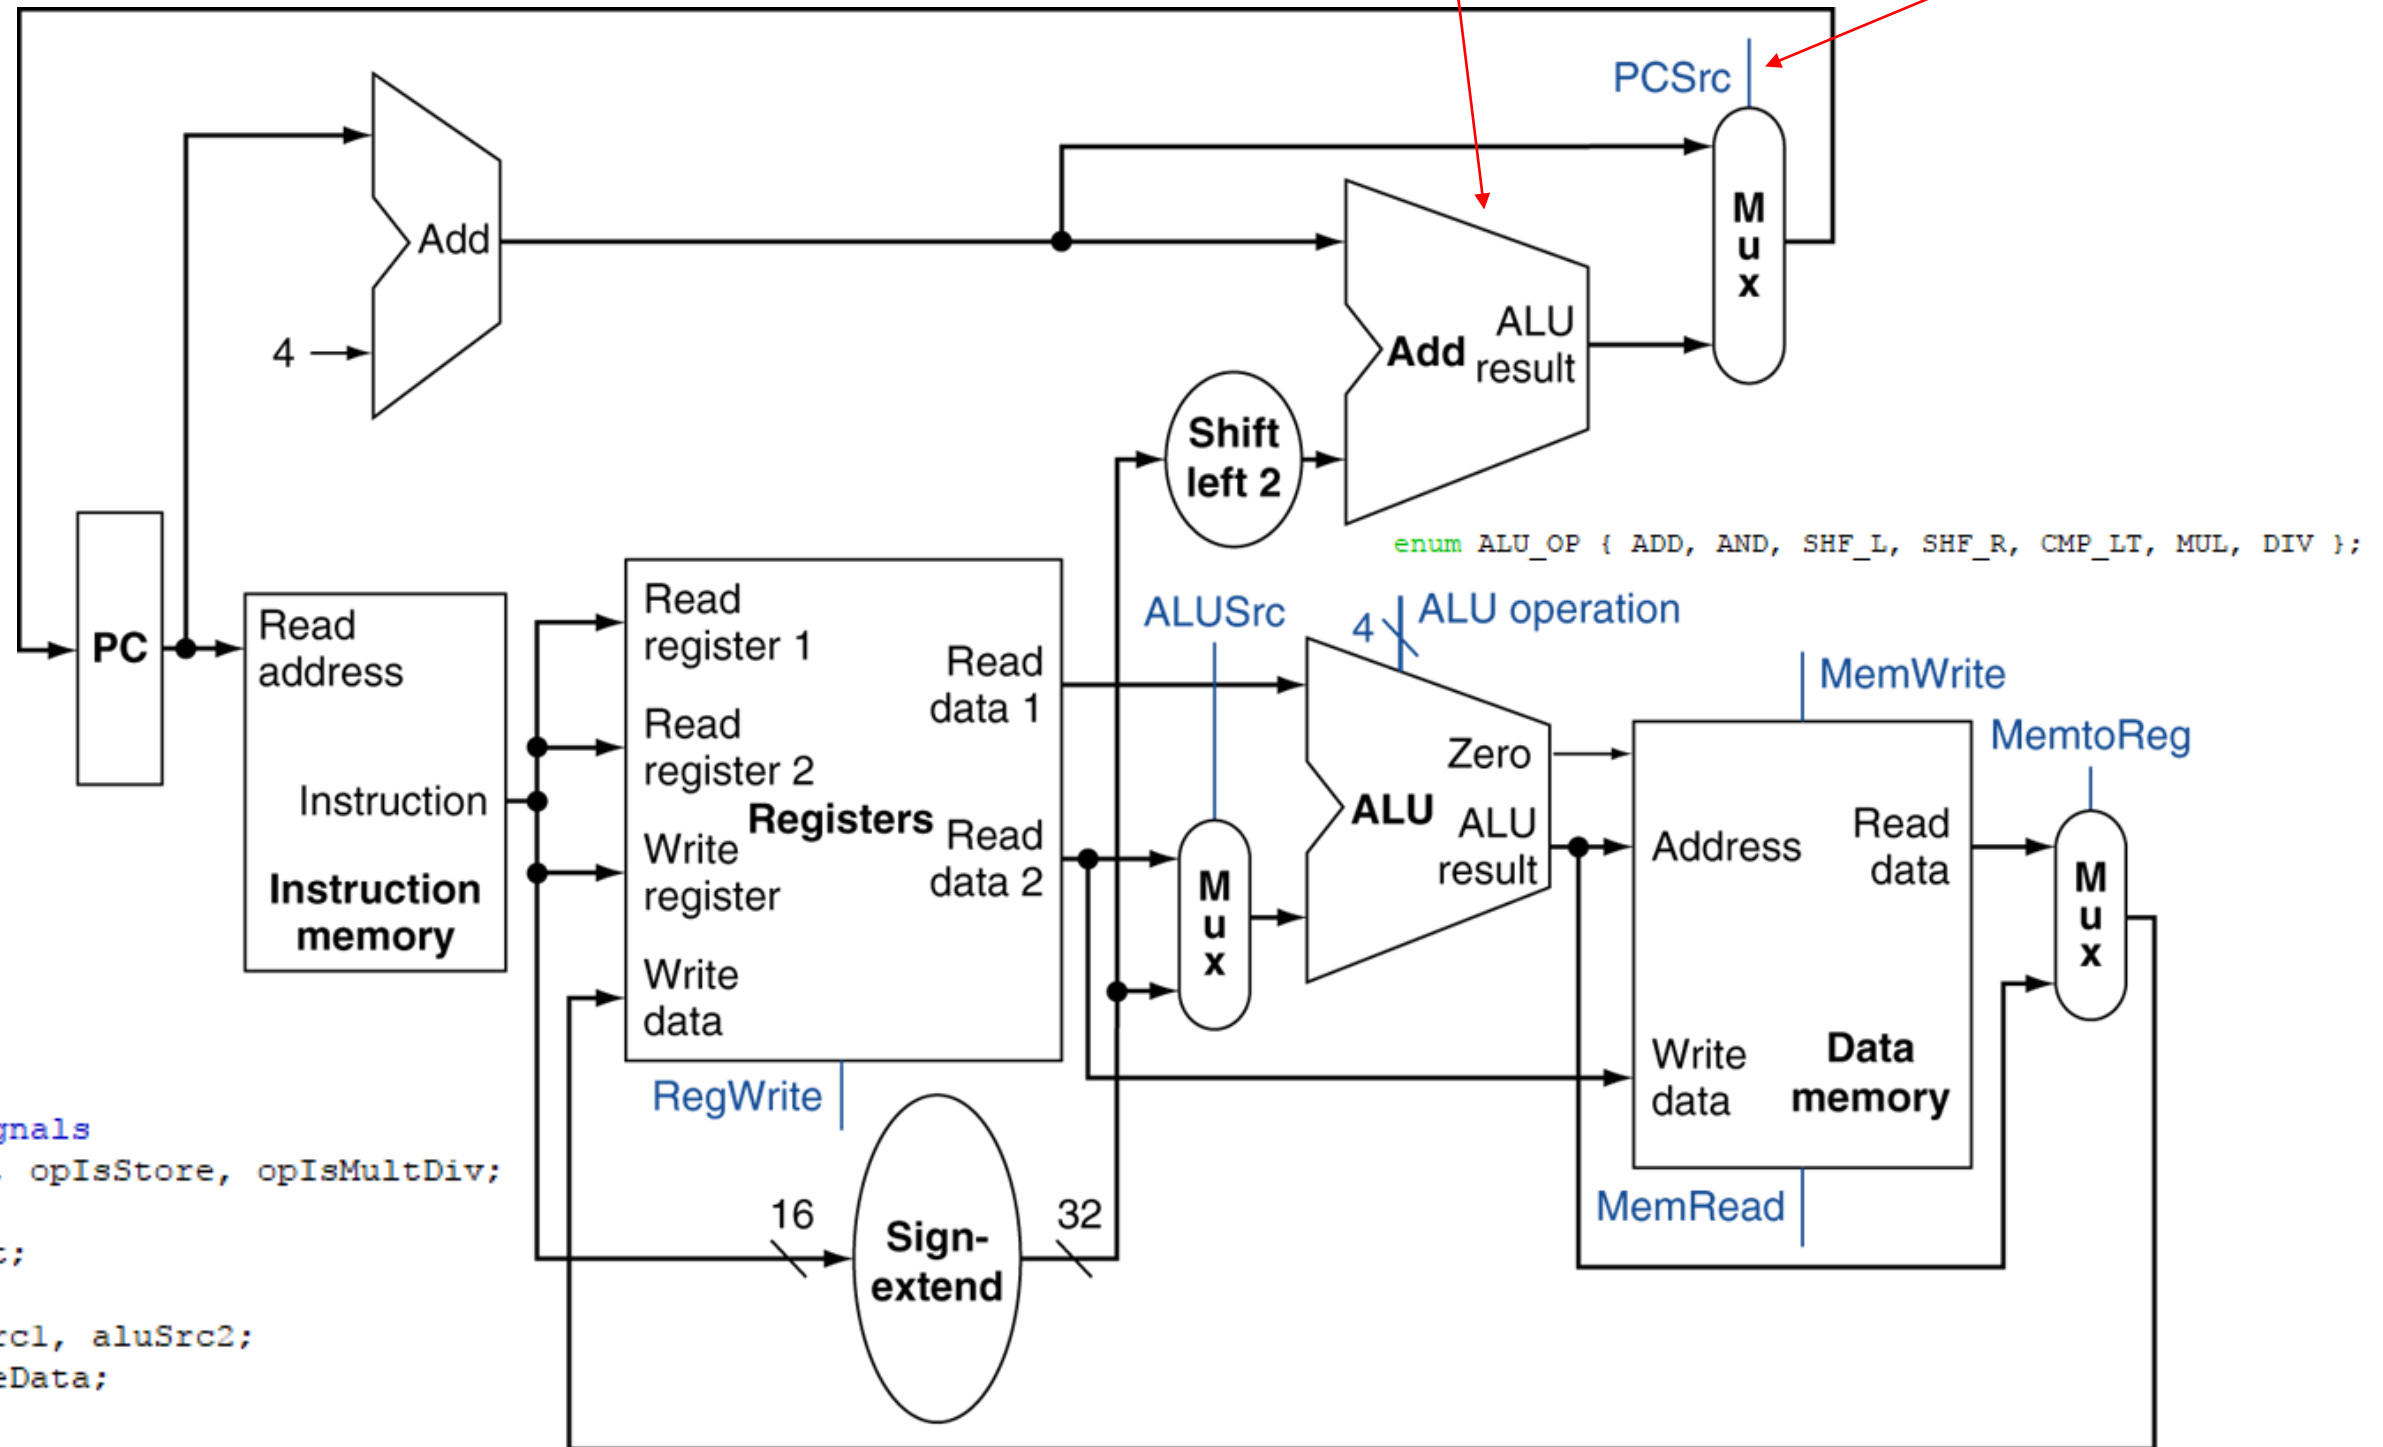 PCSrc
M
u
x
Add
4
Add
ALU
result
Shift
left 2
enum ALU_OP { ADD, AND, SHF_L, SHF_R, CMP_LT, MUL, DIV };
PC
Read
address
Instruction
Instruction
memory
Read
register 1
Read
register 2
Write
register
Write
data
Registers
Read
data 1
Read
data 2
RegWrite
ALUSrc
M
u
x
4
ALU operation
Zero
ALU
ALU
result
MemWrite
MemtoReg
Address
Read
data
Write
data
Data
memory
MemRead
M
u
x
16
Sign-
extend
32
gnals
, opIsStore, opIsMultDiv;
t;
rc1, aluSrc2;
eData;